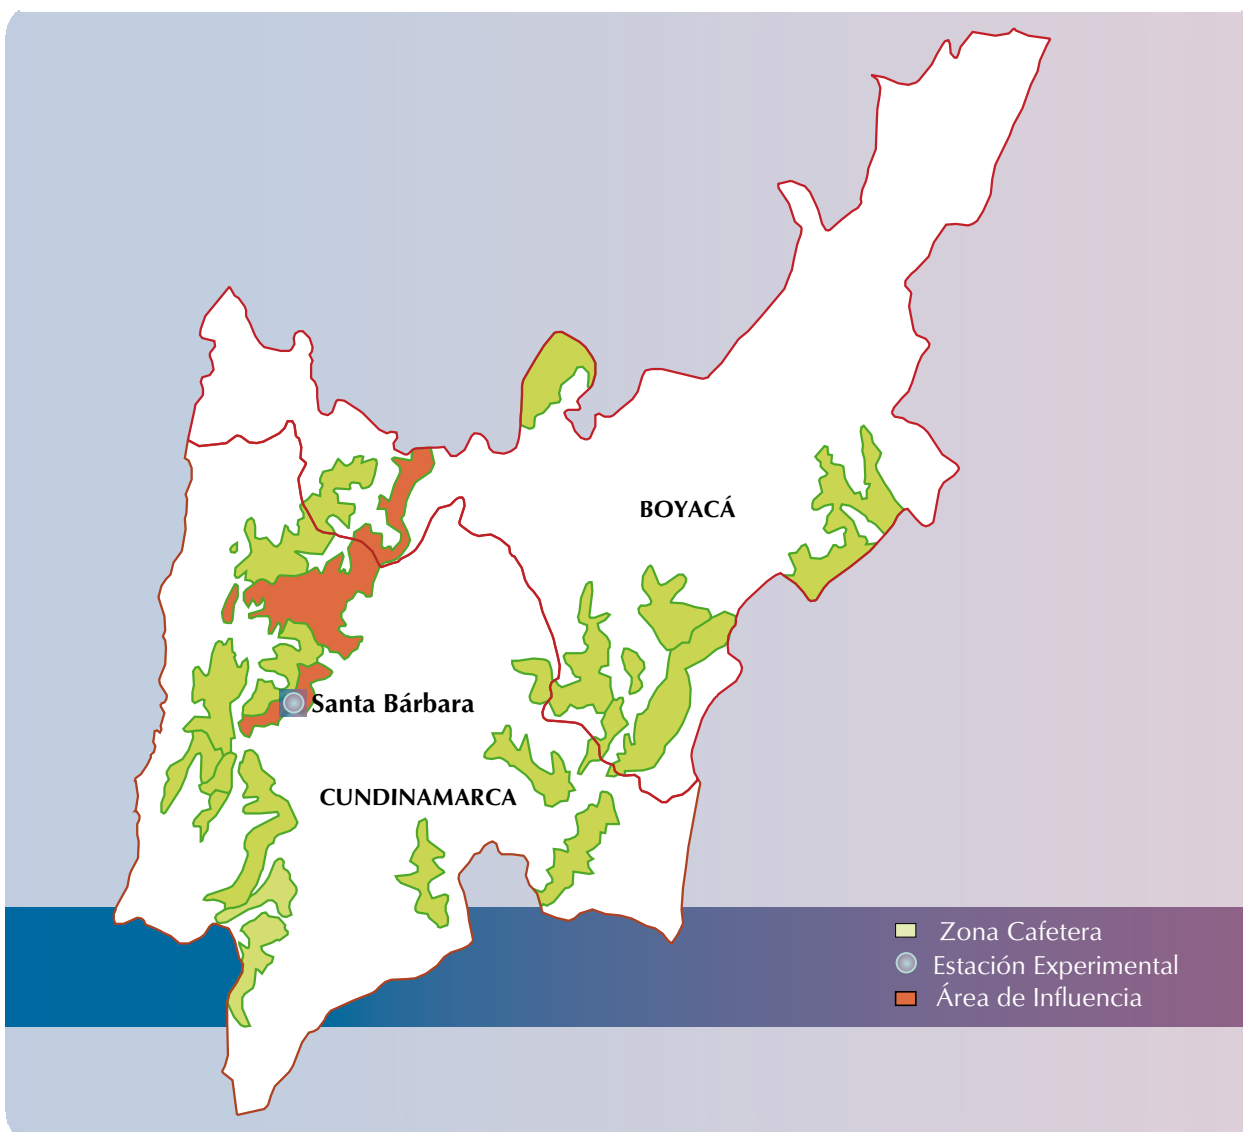 BOYACÁ
Santa Bárbara
CUNDINAMARCA
Zona Cafetera
Estación Experimental
Área de Influencia